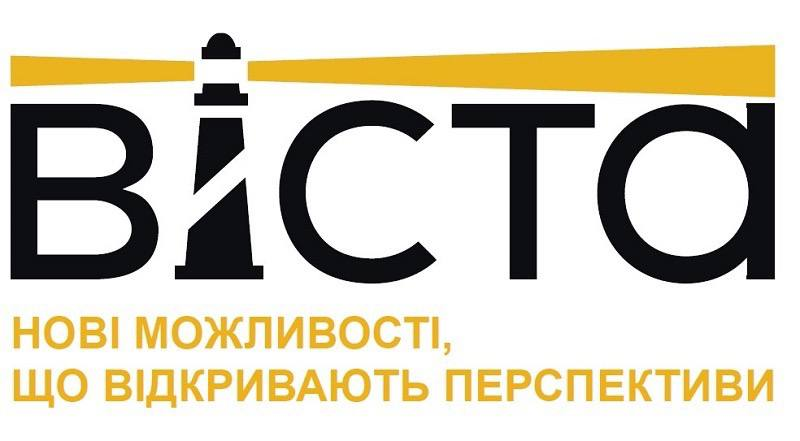 ВІСТА
НОВІ МОЖЛИВОСТІ,
ЩО ВІДКРИВАЮТЬ ПЕРСПЕКТИВИ